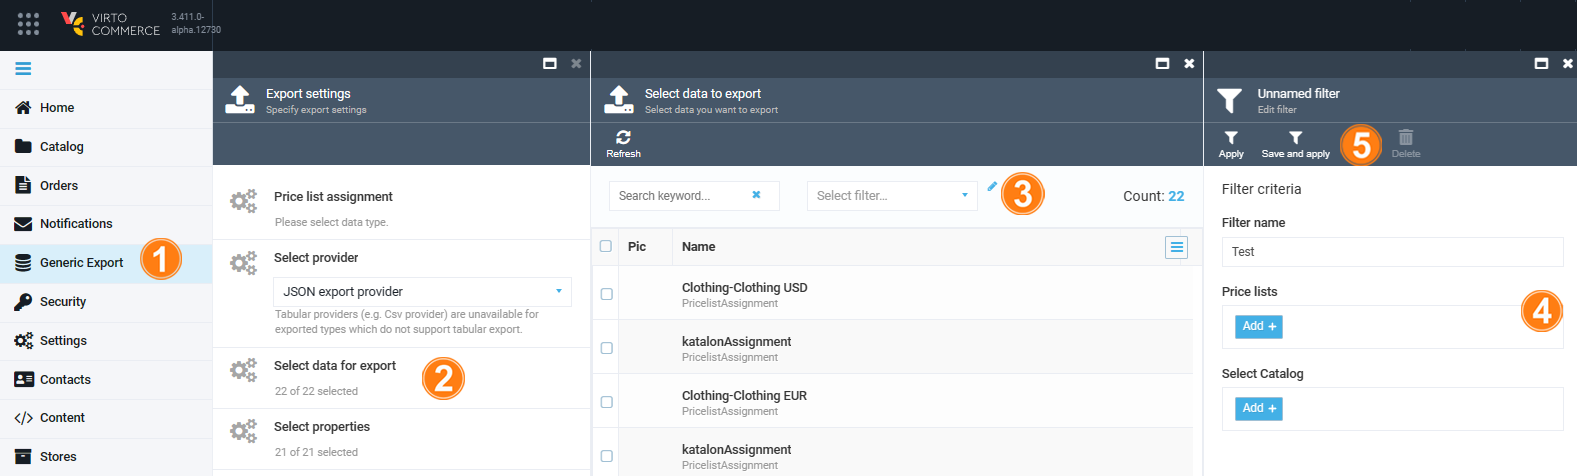 VIRTO
COMMERCE
3.411.0-
alpha.12730
Home
Catalog
Orders
Notifications
Generic Export
1
Security
Settings
Contacts
Content
Stores
Export settings
Specify export settings
Price list assignment
Please select data type.
Select provider
JSON export provider
Tabular providers (e.g. Csv provider) are unavailable for
exported types which do not support tabular export.
Select data for export
22 of 22 selected
2
Select properties
21 of 21 selected
Select data to export
Select data you want to export
Refresh
Search keyword...
Select filter...
3
Count: 22
Pic
Name
Clothing-Clothing USD
PricelistAssignment
katalonAssignment
PricelistAssignment
Clothing-Clothing EUR
PricelistAssignment
katalonAssignment
PricelistAssignment
Unnamed filter
Edit filter
Apply
Save and apply
5
Delete
Filter criteria
Filter name
Test
Price lists
Add +
4
Select Catalog
Add +